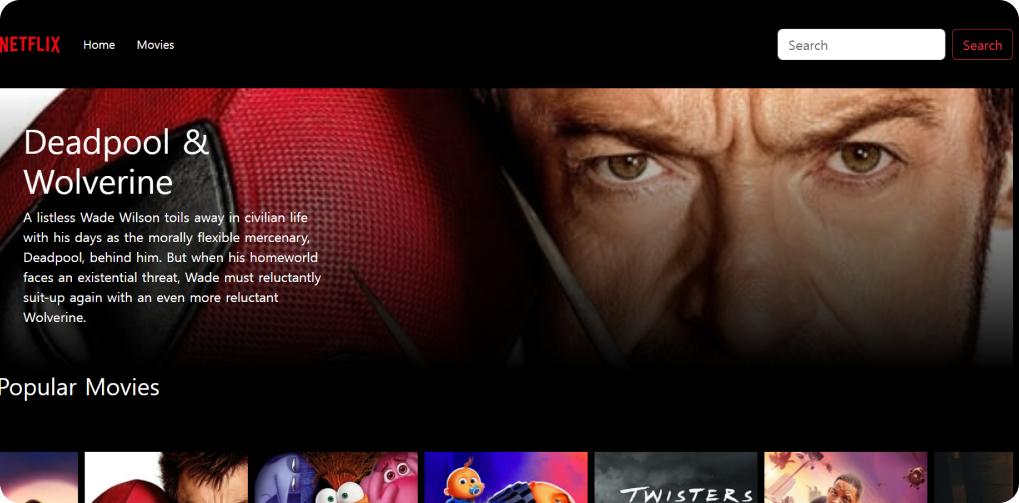 NETFLIX Home Movies Search Search
Deadpool &
Wolverine
A listless Wade Wilson toils away in civilian life
with his days as the morally flexible mercenary,
Deadpool, behind him. But when his homeworld
faces an existential threat, Wade must reluctantly
suit-up again with an even more reluctant
Wolverine.
Popular Movies
TWISTERS